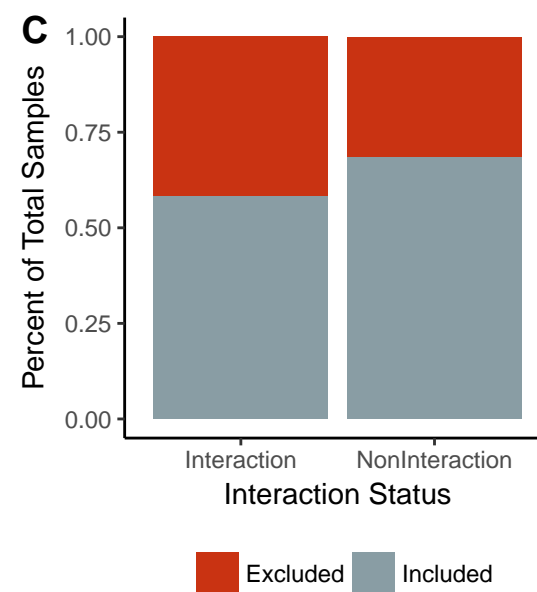 C
Percent of Total Samples
1.00
0.75
0.50
0.25
0.00
Interaction NonInteraction
Interaction Status
Excluded Included